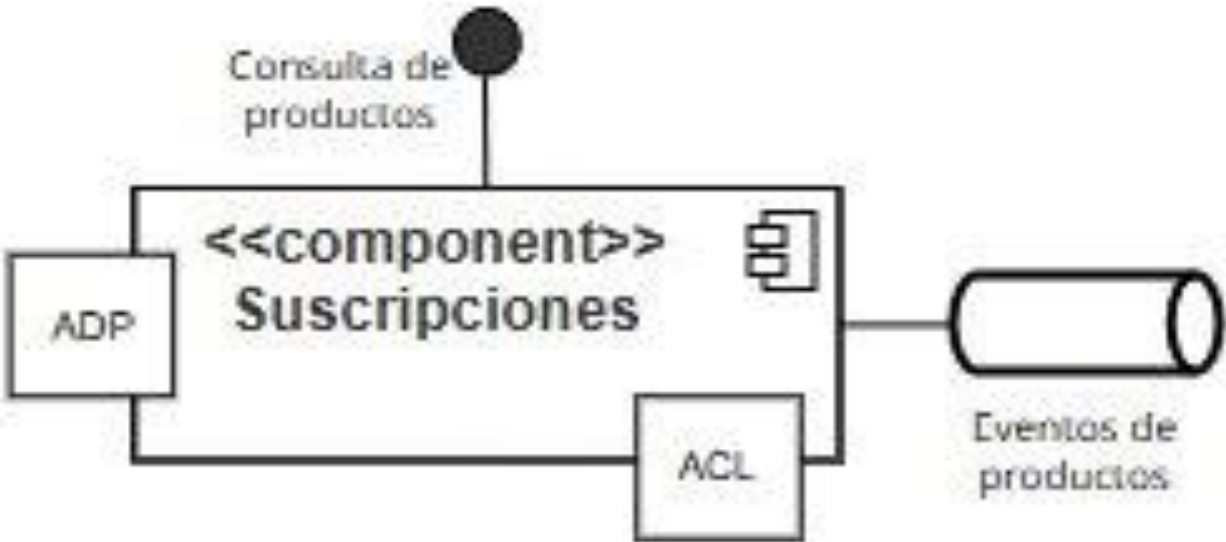 Consulta de
productos
<<component>>
Suscripciones
ADP
ACL
Eventos de
productos